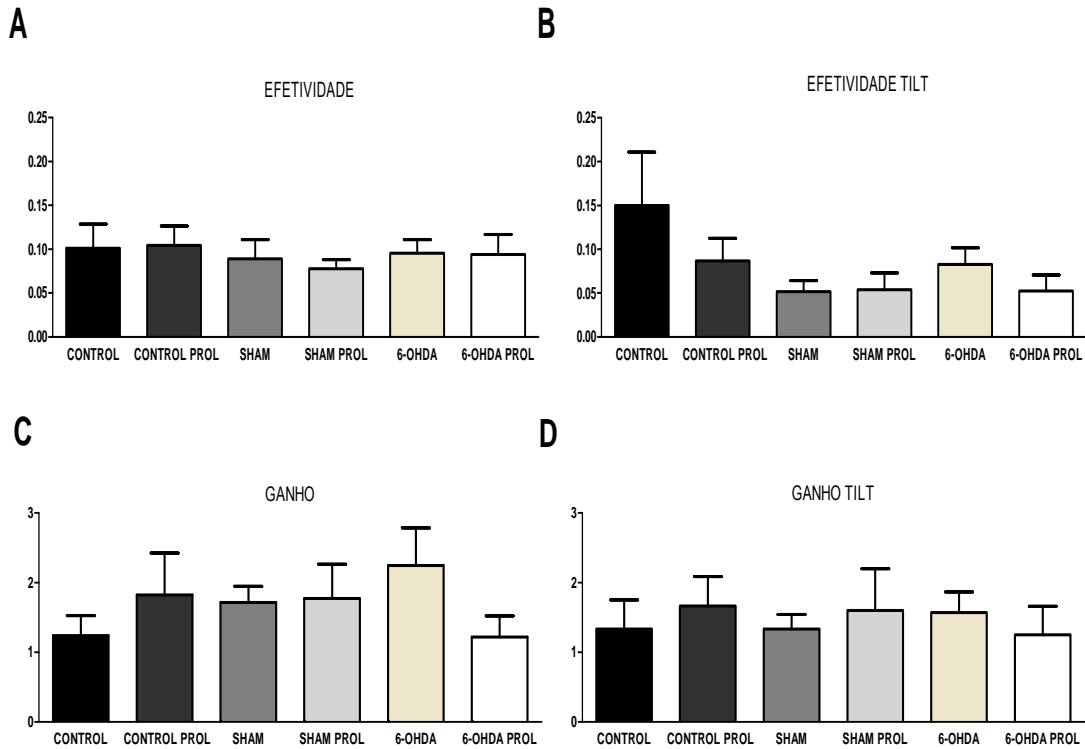 A
B
EFETIVIDADE
EFETIVIDADE TILT
0.25
0.20
0.15
0.10
0.05
0.00
CONTROL CONTROL PROL SHAM SHAM PROL 6-OHDA 6-OHDA PROL
0.25
0.20
0.15
0.10
0.05
0.00
CONTROL CONTROL PROL SHAM SHAM PROL 6-OHDA 6-OHDA PROL
C
D
GANHO
GANHO TILT
3
2
1
0
CONTROL CONTROL PROL SHAM SHAM PROL 6-OHDA 6-OHDA PROL
3
2
1
0
CONTROL CONTROL PROL SHAM SHAM PROL 6-OHDA 6-OHDA PROL